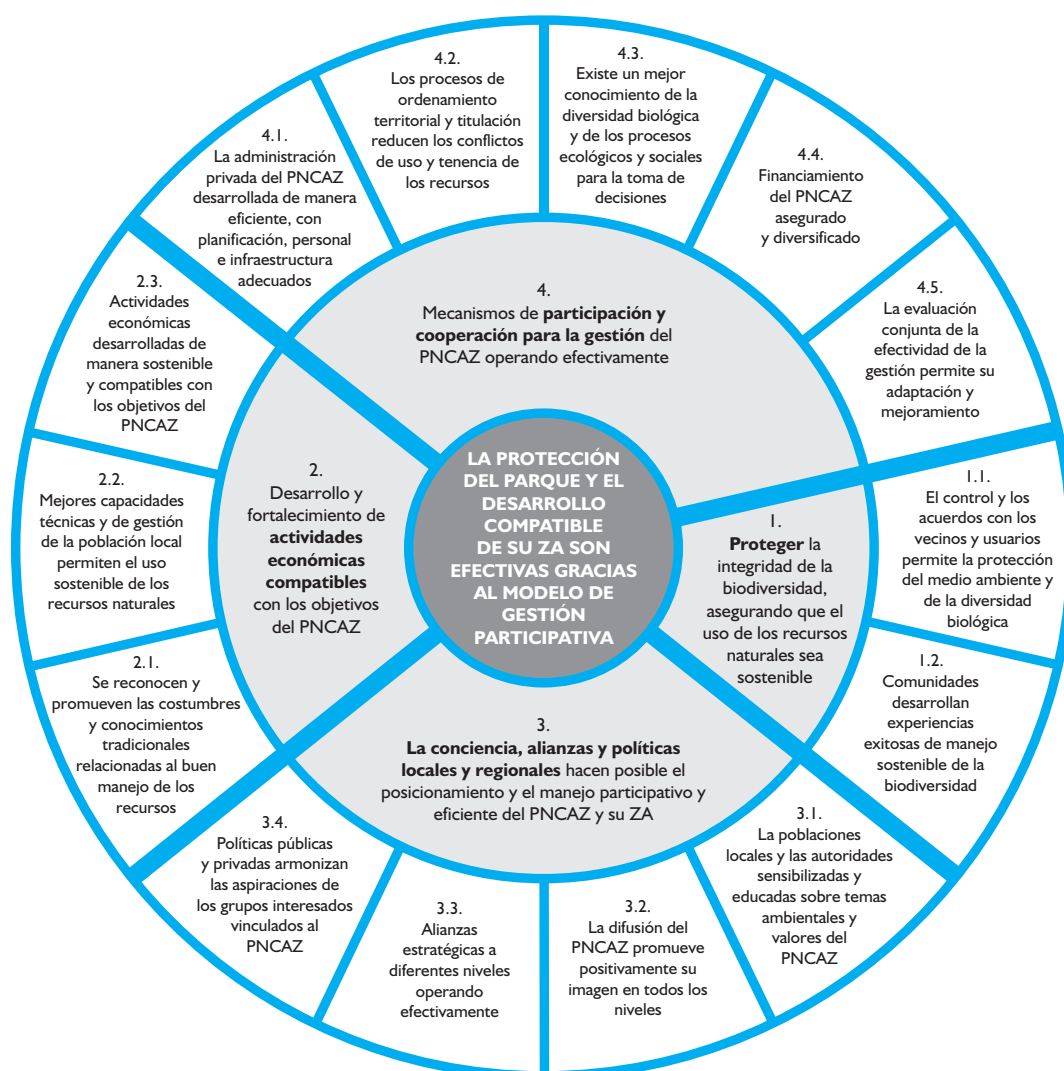 4.1.
La administración
privada del PNCAZ
desarrollada de manera
eficiente, con
planificación, personal
e infraestructura
adecuados
4.2.
Los procesos de
ordenamiento
territorial y titulación
reducen los conflictos
de uso y tenencia de
los recursos
4.3.
Existe un mejor
conocimiento de la
diversidad biológica
y de los procesos
ecológicos y sociales
para la toma de
decisiones
4.4.
Financiamiento
del PNCAZ
asegurado
y diversificado
4.5.
La evaluación
conjunta de la
efectividad de la
gestión permite su
adaptación y
mejoramiento
4.
Mecanismos de participación y
cooperación para la gestión del
PNCAZ operando efectivamente
2.3.
Actividades
económicas
desarrolladas de
manera sostenible
y compatibles con
los objetivos del
PNCAZ
2.2.
Mejores capacidades
técnicas y de gestión
de la población local
permiten el uso
sostenible de los
recursos naturales
2.1.
Se reconocen y
promueven las costumbres
y conocimientos
tradicionales
relacionadas al buen
manejo de los
recursos
2.
Desarrollo y
fortalecimiento de
actividades
económicas
compatibles
con los objetivos
del PNCAZ
LA PROTECCIÓN
DEL PARQUE Y EL
DESARROLLO
COMPATIBLE
DE SU ZA SON
EFECTIVAS GRACIAS
AL MODELO DE
GESTIÓN
PARTICIPATIVA
1.
Proteger la
integridad de la
biodiversidad,
asegurando que el
uso de los recursos
naturales sea
sostenible
1.1.
El control y los
acuerdos con los
vecinos y usuarios
permite la protección
del medio ambiente y
de la diversidad
biológica
1.2.
Comunidades
desarrollan
experiencias
exitosas de manejo
sostenible de la
biodiversidad
3.
La conciencia, alianzas y políticas
locales y regionales hacen posible el
posicionamiento y el manejo participativo y
eficiente del PNCAZ y su ZA
3.4.
Políticas públicas
y privadas armonizan
las aspiraciones de
los grupos interesados
vinculados al
PNCAZ
3.3.
Alianzas
estratégicas a
diferentes niveles
operando
efectivamente
3.2.
La difusión del
PNCAZ promueve
positivamente su
imagen en todos los
niveles
3.1.
La poblaciones
locales y las autoridades
sensibilizadas y
educadas sobre temas
ambientales y
valores del
PNCAZ